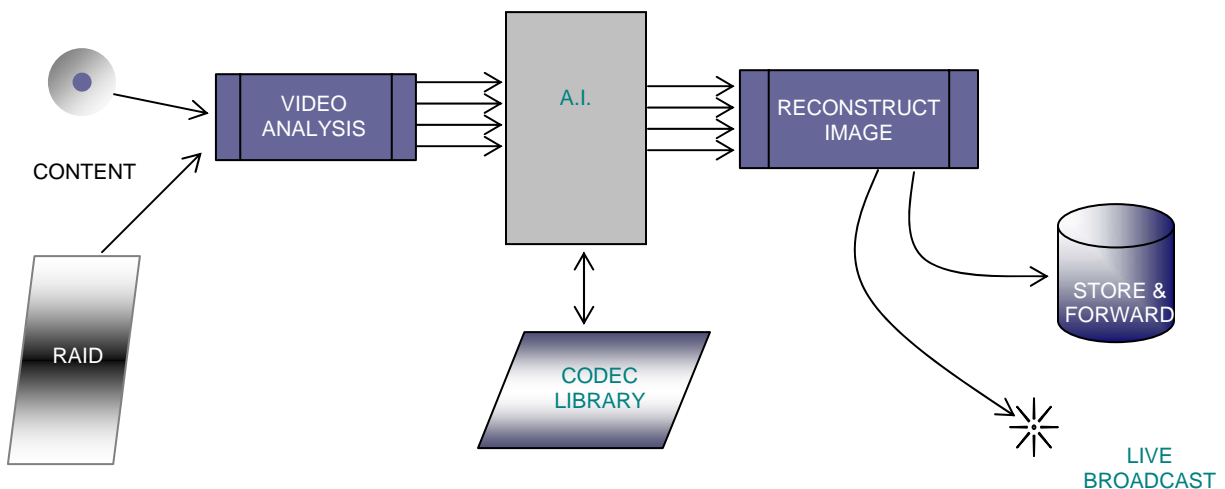 CONTENT
RAID
VIDEO
ANALYSIS
A.I.
CODEC
LIBRARY
RECONSTRUCT
IMAGE
STORE &
FORWARD
LIVE
BROADCAST